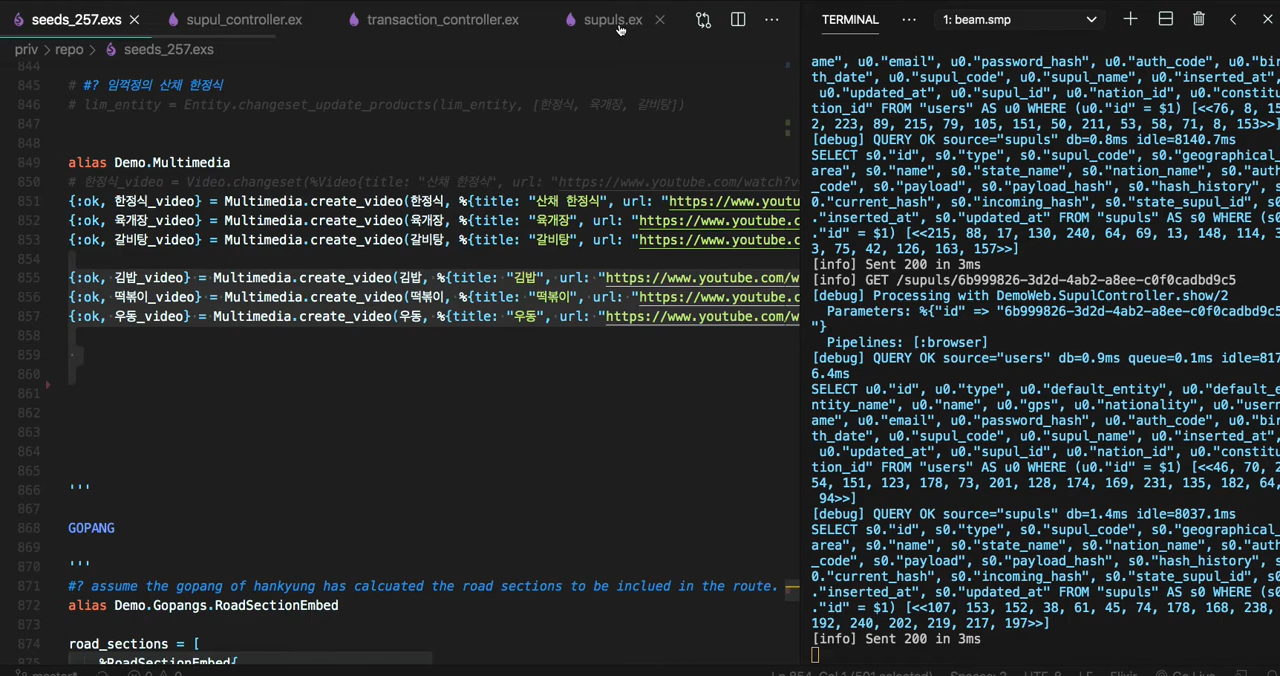 seeds_257.exs
supul_controller.ex
transaction_controller.ex
supuls.ex
priv > repo > seeds_257.exs
844
845 # #? 임꺽정의 산채 한정식
846 # lim_entity = Entity.changeset_update_products(lim_entity, [한정식, 육개장, 갈비탕])
847
848
849 alias Demo.Multimedia
850 # 한정식_video = Video.changeset(%Video{title: "산채 한정식", url: "https://www.youtube.com/watch?v
851 {:ok, 한정식_video} = Multimedia.create_video(한정식, %{title: "산채 한정식", url: "https://www.youtu
852 {:ok, 육개장_video} = Multimedia.create_video(육개장, %{title: "육개장", url: "https://www.youtube.c
853 {:ok, 갈비탕_video} = Multimedia.create_video(갈비탕, %{title: "갈비탕", url: "https://www.youtube.c
854
855 {:ok, 김밥_video} = Multimedia.create_video(김밥, %{title: "김밥", url: "https://www.youtube.com/w
856 {:ok, 떡볶이_video} = Multimedia.create_video(떡볶이, %{title: "떡볶이", url: "https://www.youtube.c
857 {:ok, 우동_video} = Multimedia.create_video(우동, %{title: "우동", url: "https://www.youtube.com/w
858
859
860
861
862
863
864
865
866 '''
867
868 GOPANG
869
870 '''
871 #? assume the gopang of hankyung has calcuated the road sections to be inclued in the route.
872 alias Demo.Gopangs.RoadSectionEmbed
873
874 road_sections = [
875 %RoadSectionEmbed{
TERMINAL
1: beam.smp
ame", u0."email", u0."password_hash", u0."auth_code", u0."bir
th_date", u0."supul_code", u0."supul_name", u0."inserted_at",
u0."updated_at", u0."supul_id", u0."nation_id", u0."constitu
tion_id" FROM "users" AS u0 WHERE (u0."id" = $1) [<<76, 8, 15
2, 223, 89, 215, 79, 105, 151, 50, 211, 53, 58, 71, 8, 153>>]
[debug] QUERY OK source="supuls" db=0.8ms idle=8140.7ms
SELECT s0."id", s0."type", s0."supul_code", s0."geographical_
area", s0."name", s0."state_name", s0."nation_name", s0."auth
_code", s0."payload", s0."payload_hash", s0."hash_history", s
0."current_hash", s0."incoming_hash", s0."state_supul_id", s0
."inserted_at", s0."updated_at" FROM "supuls" AS s0 WHERE (s0
."id" = $1) [<<215, 88, 17, 130, 240, 64, 69, 13, 148, 114, 3
3, 75, 42, 126, 163, 157>>]
[info] Sent 200 in 3ms
[info] GET /supuls/6b999826-3d2d-4ab2-a8ee-c0f0cadbd9c5
[debug] Processing with DemoWeb.SupulController.show/2
Parameters: %{"id" => "6b999826-3d2d-4ab2-a8ee-c0f0cadbd9c5
"}
Pipelines: [:browser]
[debug] QUERY OK source="users" db=0.9ms queue=0.1ms idle=817
6.4ms
SELECT u0."id", u0."type", u0."default_entity", u0."default_e
ntity_name", u0."name", u0."gps", u0."nationality", u0."usern
ame", u0."email", u0."password_hash", u0."auth_code", u0."bir
th_date", u0."supul_code", u0."supul_name", u0."inserted_at",
u0."updated_at", u0."supul_id", u0."nation_id", u0."constitu
tion_id" FROM "users" AS u0 WHERE (u0."id" = $1) [<<46, 70, 2
54, 151, 123, 178, 73, 201, 128, 174, 169, 231, 135, 182, 64,
94>>]
[debug] QUERY OK source="supuls" db=1.4ms idle=8037.1ms
SELECT s0."id", s0."type", s0."supul_code", s0."geographical_
area", s0."name", s0."state_name", s0."nation_name", s0."auth
_code", s0."payload", s0."payload_hash", s0."hash_history", s
0."current_hash", s0."incoming_hash", s0."state_supul_id", s0
."inserted_at", s0."updated_at" FROM "supuls" AS s0 WHERE (s0
."id" = $1) [<<107, 153, 152, 38, 61, 45, 74, 178, 168, 238,
192, 240, 202, 219, 217, 197>>]
[info] Sent 200 in 3ms